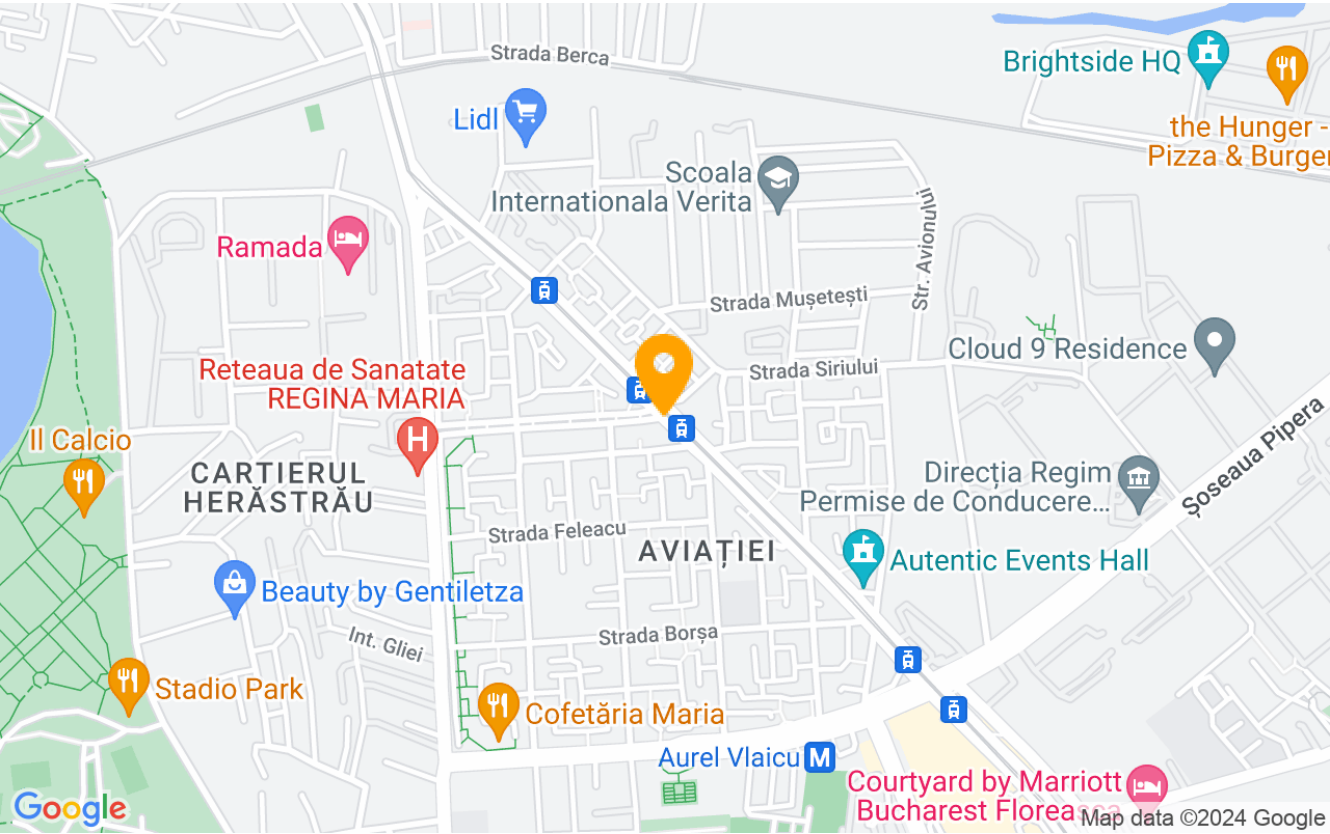 Strada Berca
Brightside HQ
Lidl
the Hunger -
Pizza & Burger
Scoala
Internationala Verita
Str. Avionului
Ramada
Strada Mușetești
Cloud 9 Residence
Reteaua de Sanatate
REGINA MARIA
Strada Siriului
Șoseaua Pipera
Il Calcio
H
CARTIERUL
HERĂSTRĂU
Direcția Regim
Permise de Conducere...
Strada Feleacu
AVIAȚIEI
Autentic Events Hall
Beauty by Gentiletza
Strada Borșa
Int. Gliei
Stadio Park
Cofetăria Maria
Aurel Vlaicu M
Courtyard by Marriott
Bucharest Floreasca
Google
Map data ©2024 Google